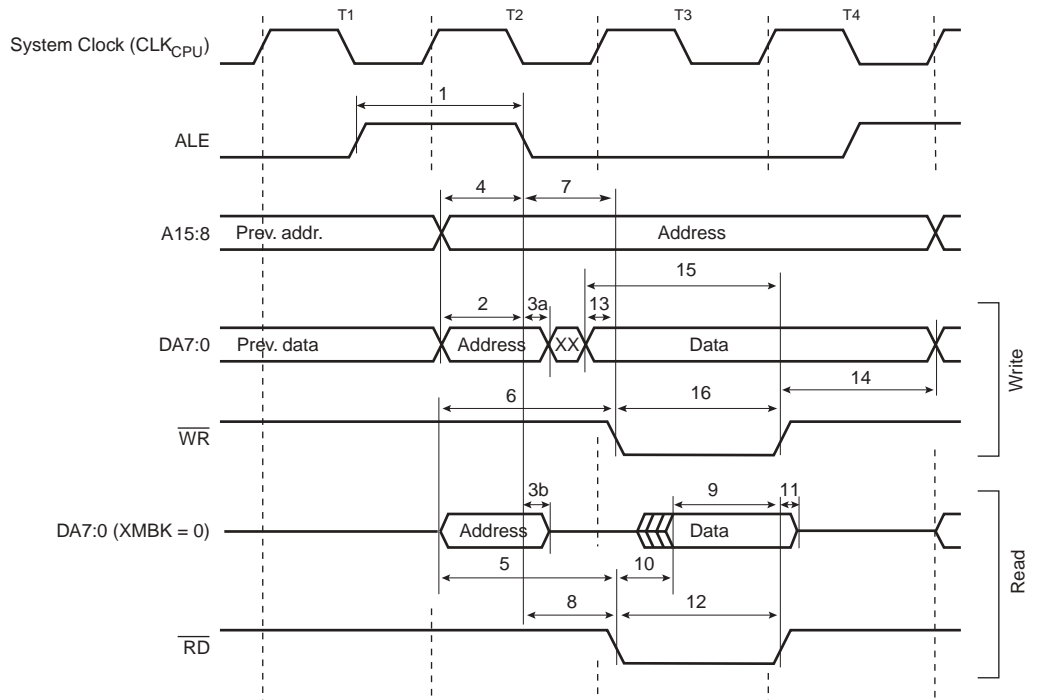 T1 T2 T3 T4
System Clock (CLKCPU)
1
ALE
4 7
A15:8 Prev. addr. Address
15
2 3a 13
DA7:0 Prev. data Address XX Data
14
6 16
WR
Write
3b 9 11
DA7:0 (XMBK = 0) Address Data
5 10
8 12
RD
Read